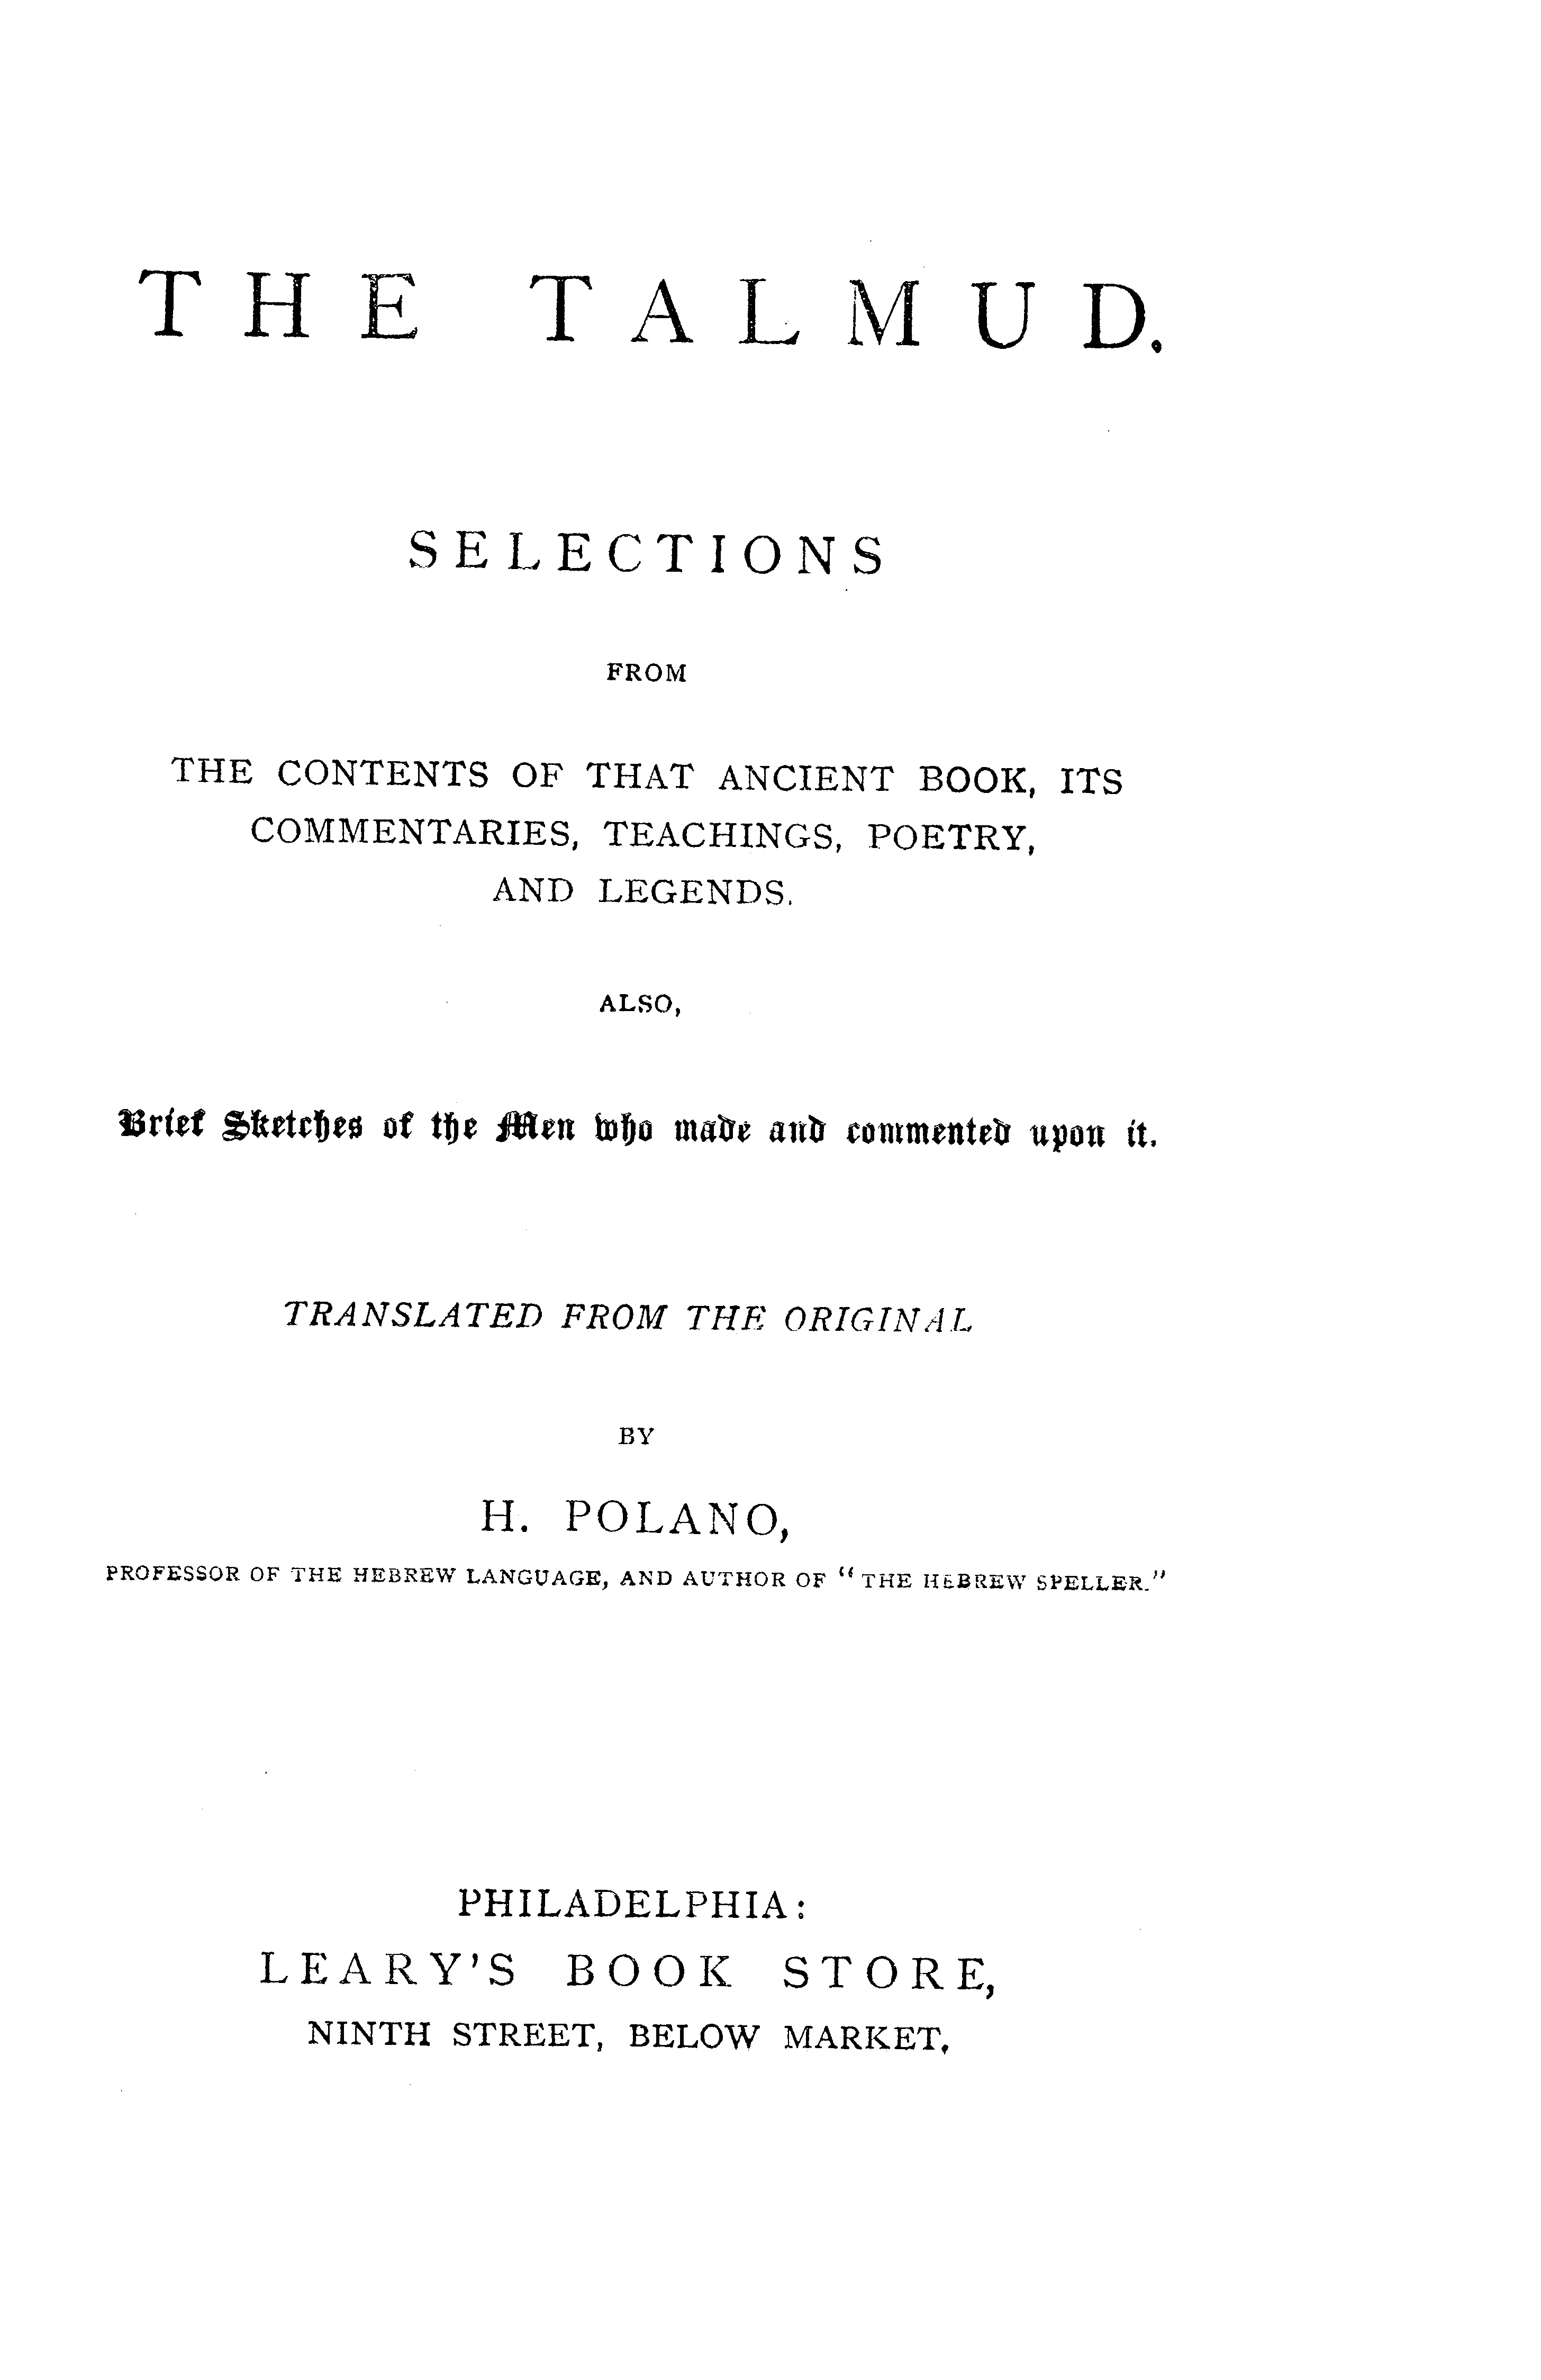 THE TALMUD.
SELECTIONS
FROM
THE CONTENTS OF THAT ANCIENT BOOK, ITS
COMMENTARIES, TEACHINGS, POETRY,
AND LEGENDS.
ALSO,
Brief Sketches of the Men who made and commented upon it.
TRANSLATED FROM THE ORIGINAL
BY
H. POLANO,
PROFESSOR OF THE HEBREW LANGUAGE, AND AUTHOR OF "THE HEBREW SPELLER."
PHILADELPHIA:
LEARY'S BOOK STORE,
NINTH STREET, BELOW MARKET,